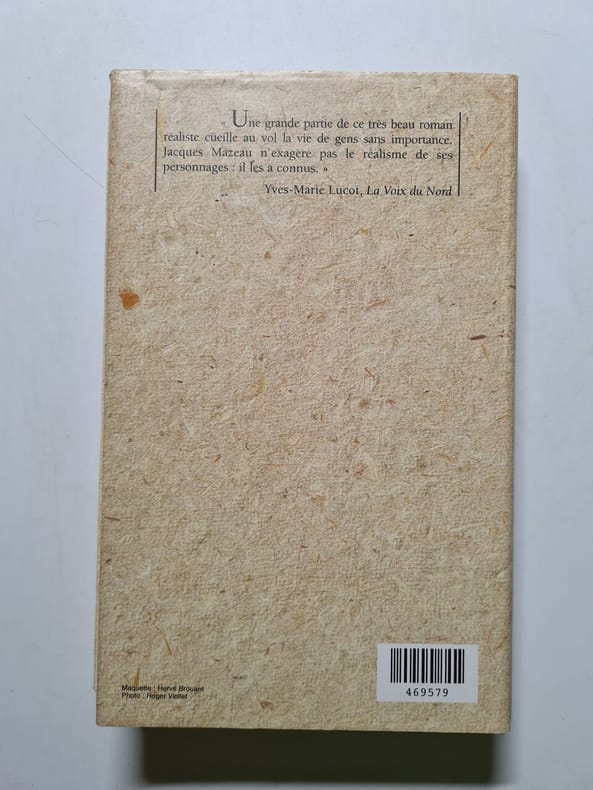 « Une grande partie de ce très beau roman
réaliste cueille au vol la vie de gens sans importance.
Jacques Mazeau n'exagère pas le réalisme de ses
personnages : il les a connus. »
Yves-Marie Lucot, La Voix du Nord
Maquette : Hervé Brouant
Photo : Roger Viollet
469579